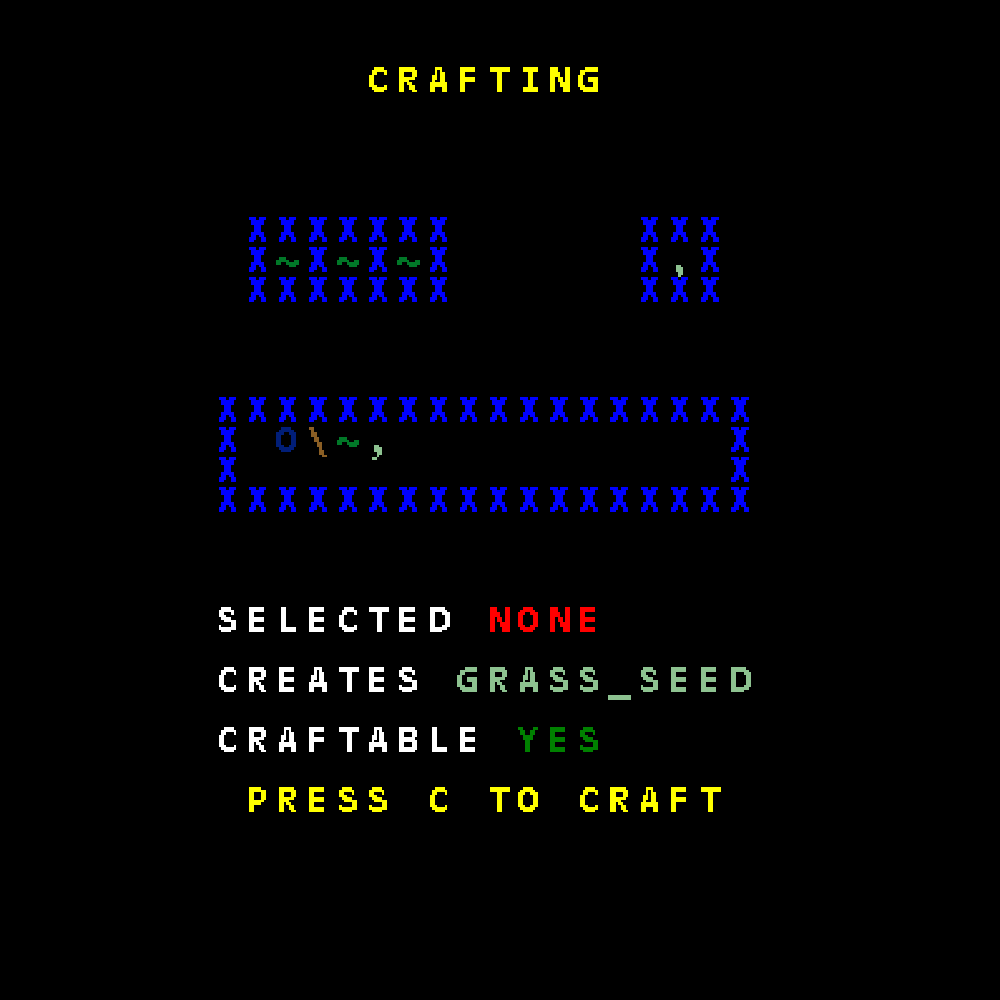 CRAFTING
XXXXXXX XXX
X~X~X~X X,X
XXXXXXX XXX
XXXXXXXXXXXXXXXXXX
X O\~, X
X X
XXXXXXXXXXXXXXXXXX
SELECTED NONE
CREATES GRASS_SEED
CRAFTABLE YES
PRESS C TO CRAFT